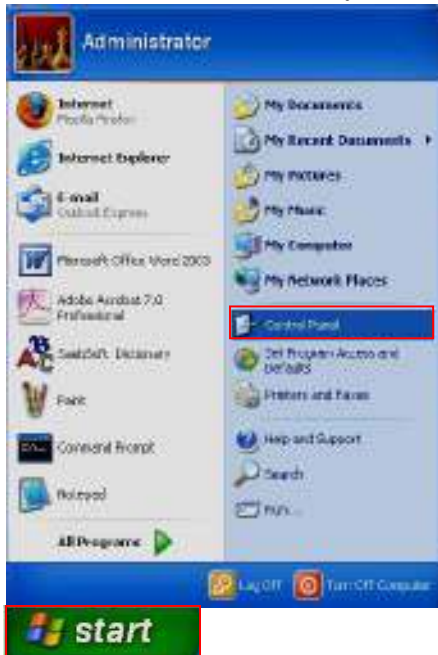 Administrator
Internet
Mozilla Firefox
Internet Explorer
E-mail
Outlook Express
Microsoft Office Word 2003
Adobe Acrobat 7.0
Professional
Dictionary
Paint
Command Prompt
Notepad
All Programs
My Documents
My Recent Documents
My Pictures
My Music
My Computer
My Network Places
Control Panel
Set Program Access and
Defaults
Printers and Faxes
Help and Support
Search
Run...
Log Off
Turn Off Computer
start